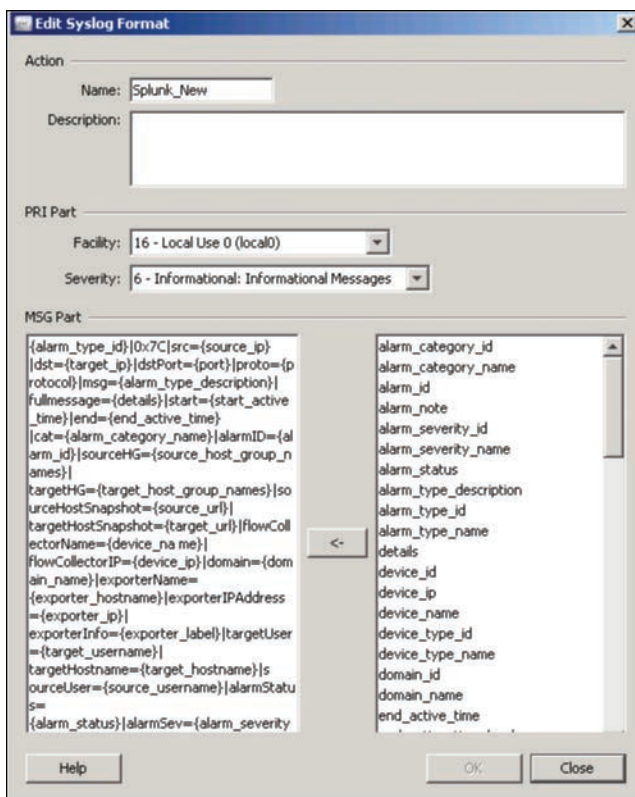 Edit Syslog Format
Action
Name: Splunk_New
Description:
PRI Part
Facility: 16 - Local Use 0 (local0)
Severity: 6 - Informational: Informational Messages
MSG Part
{alarm_type_id}|0x7C|src={source_ip}
|dst={target_ip}|dstPort={port}|proto={p
rotocol}|msg={alarm_type_description}|
fullmessage={details}|start={start_active
_time}|end={end_active_time}
|cat={alarm_category_name}|alarmID={al
arm_id}|sourceHG={source_host_group_n
ames}|
targetHG={target_host_group_names}|so
urceHostSnapshot={source_url}|
targetHostSnapshot={target_url}|flowColl
ectorName={device_na me}|
flowCollectorIP={device_ip}|domain={dom
ain_name}|exporterName=
{exporter_hostname}|exporterIPAddress
={exporter_ip}|
exporterInfo={exporter_label}|targetUser
={target_username}|
targetHostname={target_hostname}|s
ourceUser={source_username}|alarmStatu
s=
{alarm_status}|alarmSev={alarm_severity
<-
alarm_category_id
alarm_category_name
alarm_id
alarm_note
alarm_severity_id
alarm_severity_name
alarm_status
alarm_type_description
alarm_type_id
alarm_type_name
details
device_id
device_ip
device_name
device_type_id
device_type_name
domain_id
domain_name
end_active_time
Help
OK
Close